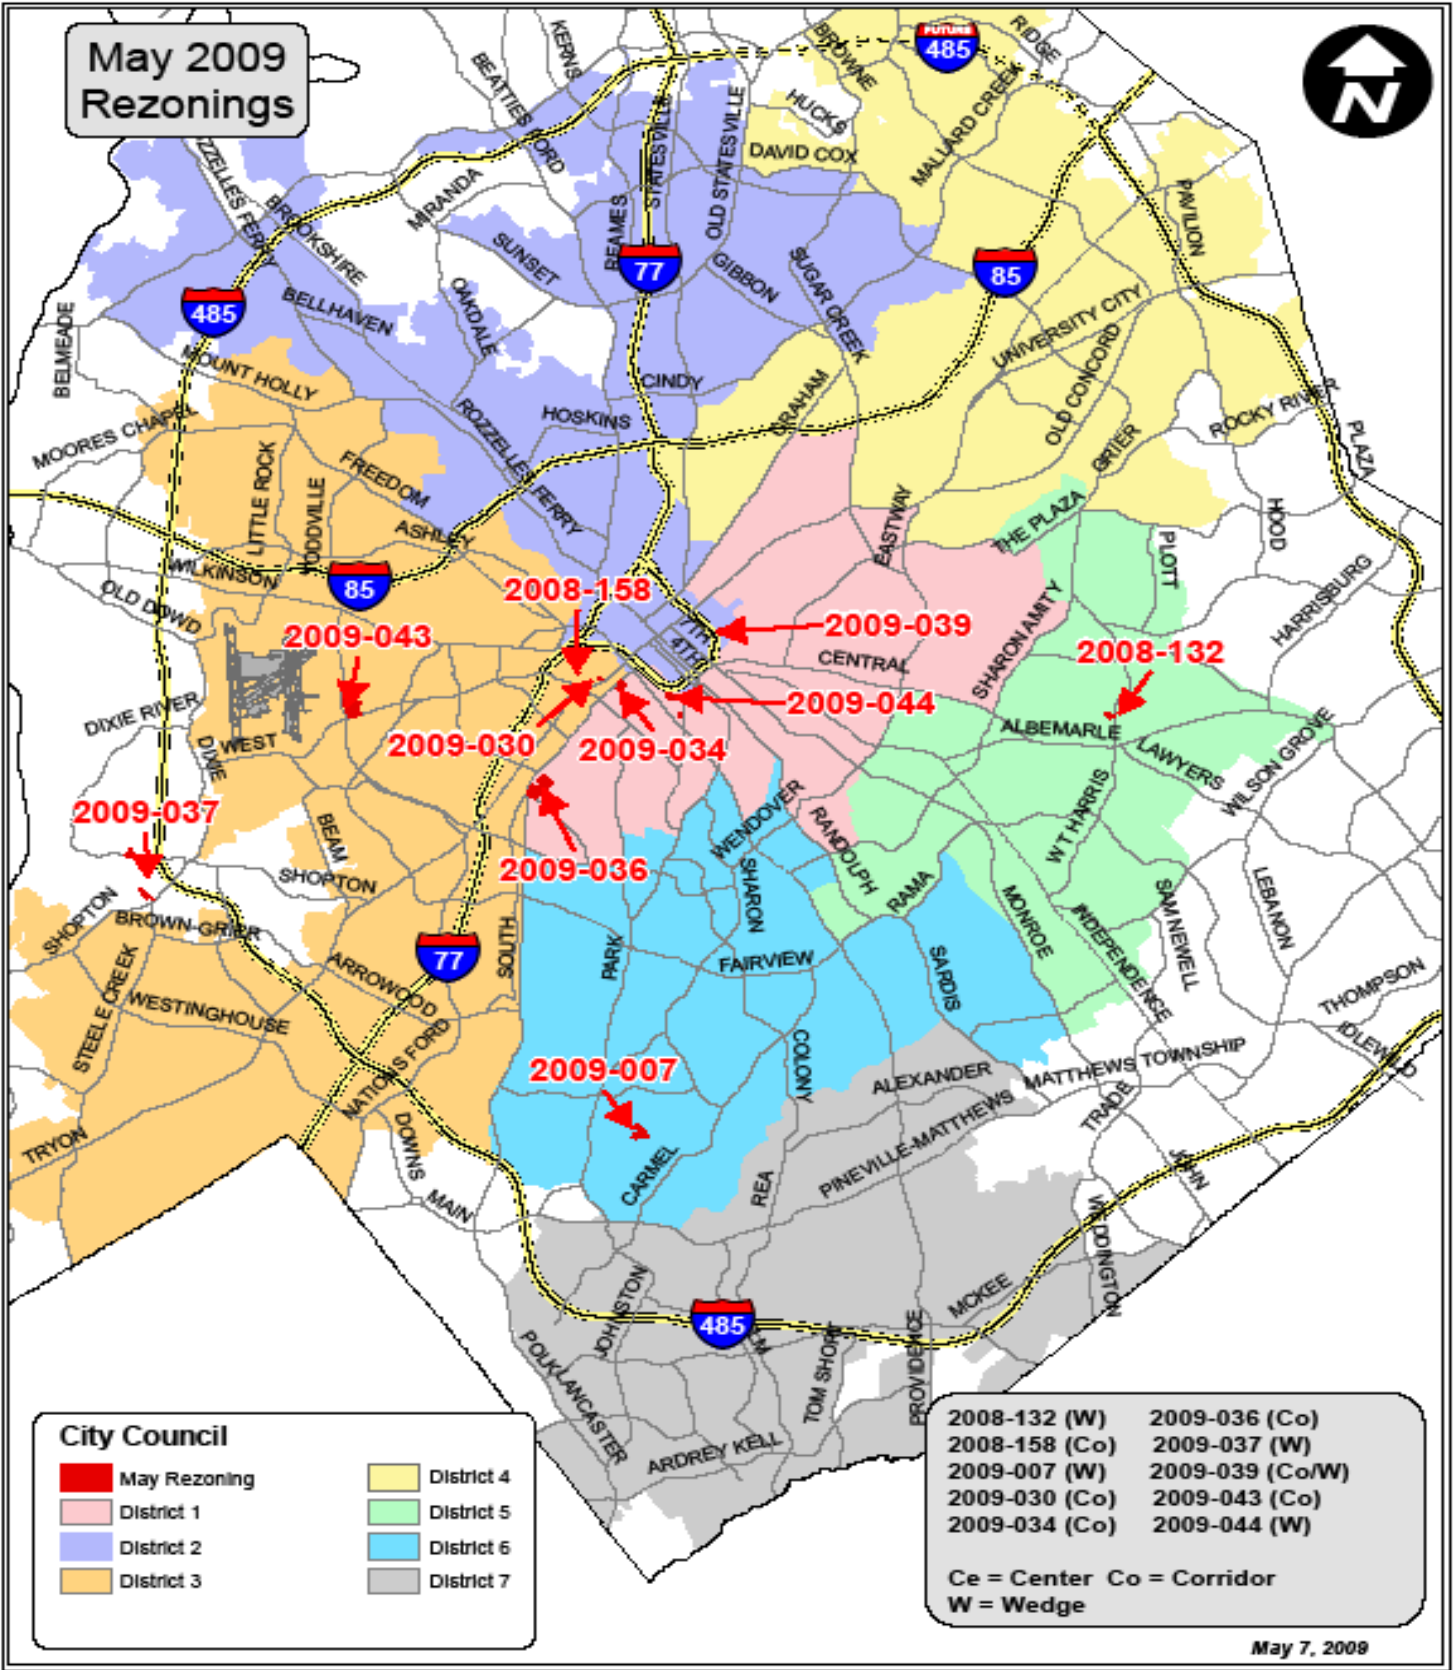 May 2009
Rezonings
FUTURE
485
N
KERNS
BEATTIES FORD
BROWNE
RIDGE
HUCKS
DAVID COX
MALLARD CREEK
STATESVILLE
OLD STATESVILLE
MIRANDA
BROOKSHIRE
REAMES
SUNSET
PAVILION
77
GIBBON
SUGAR CREEK
85
485
BELLHAVEN
OAKDALE
BELMEADE
UNIVERSITY CITY
MOUNT HOLLY
CINDY
GRAHAM
OLD CONCORD
HOSKINS
ROZZELLES FERRY
ROCKY RIVER
MOORES CHAPEL
GRIER
PLAZA
FREEDOM
LITTLE ROCK
EASTWAY
THE PLAZA
HOOD
ASHLEY
PLOTT
WILKINSON
85
OLD DOWD
HARRISBURG
2008-158
2009-043
7TH
4TH
2009-039
CENTRAL
SHARON AMITY
2008-132
DIXIE RIVER
2009-044
DIXIE
WEST
2009-030
2009-034
ALBEMARLE
LAWYERS
WILSON GROVE
2009-037
BEAM
WENDOVER
RANDOLPH
WT HARRIS
2009-036
SHOPTON
SHARON
RAMA
SHOPTON
BROWN-GRIER
MONROE
INDEPENDENCE
SAM NEWELL
LEBANON
SOUTH
PARK
FAIRVIEW
SARDIS
77
ARROWOOD
STEELE CREEK
WESTINGHOUSE
THOMPSON
IDLEWILD
NATIONS FORD
COLONY
2009-007
ALEXANDER
MATTHEWS TOWNSHIP
TRADE
TRYON
DOWNS
PINEVILLE-MATTHEWS
CARMEL
REA
JOHN
MAIN
WEDDINGTON
JOHNSTON
MCKEE
485
POLK
LANCASTER
TOM SHORT
PROVIDENCE
ARDREY KELL
City Council
May Rezoning
District 1
District 2
District 3
District 4
District 5
District 6
District 7
2008-132 (W) 2009-036 (Co)
2008-158 (Co) 2009-037 (W)
2009-007 (W) 2009-039 (Co/W)
2009-030 (Co) 2009-043 (Co)
2009-034 (Co) 2009-044 (W)
Ce = Center Co = Corridor
W = Wedge
May 7, 2009